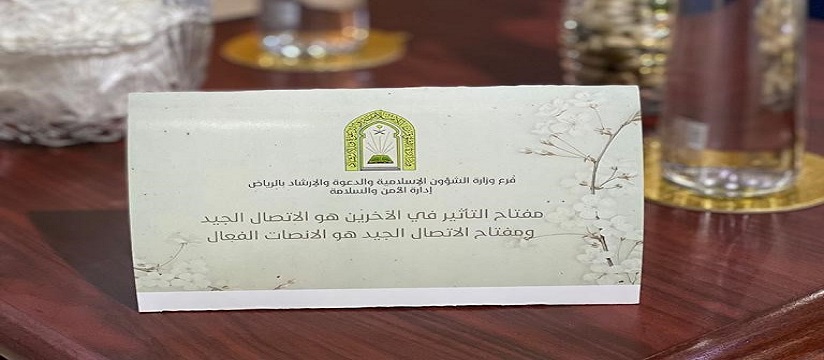 فرع وزارة الشؤون الإسلامية والدعوة والإرشاد بالرياض
إدارة الأمن والسلامة
مفتاح التأثير في الآخرين هو الاتصال الجيد
ومفتاح الاتصال الجيد هو الانصات الفعال